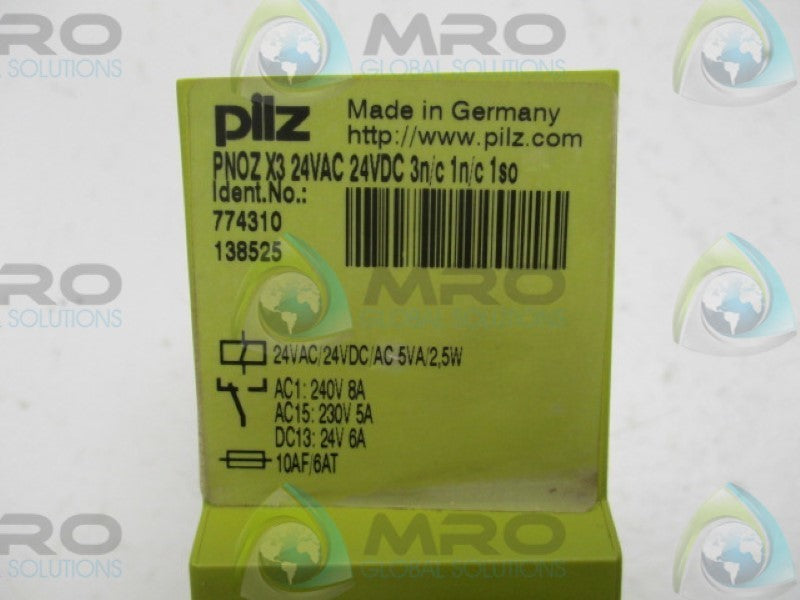 pilz
Made in Germany
http://www.pilz.com
PNOZ X3 24VAC 24VDC 3n/c 1n/c 1so
Ident.No.:
774310
138525
24VAC/24VDC/AC 5VA/2,5W
AC1: 240V 8A
AC15: 230V 5A
DC13: 24V 6A
10AF/6AT
MRO
GLOBAL SOLUTIONS